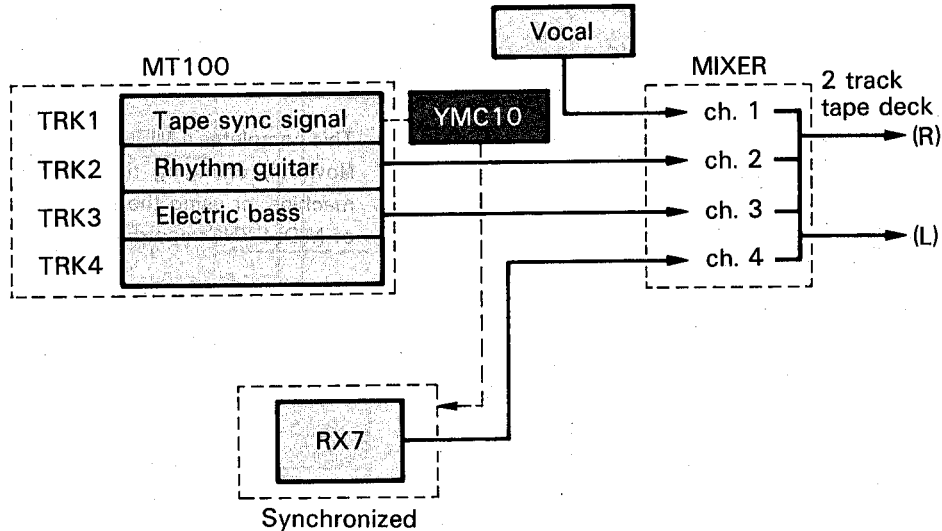 Vocal
MT100
MIXER
2 track
tape deck
TRK1
Tape sync signal
YMC10
ch. 1
(R)
TRK2
Rhythm guitar
ch. 2
TRK3
Electric bass
ch. 3
(L)
TRK4
ch. 4
RX7
Synchronized